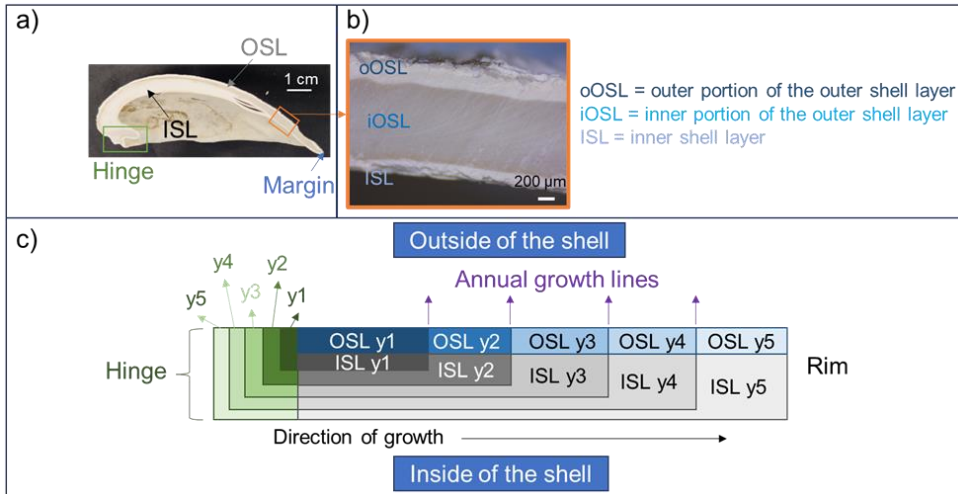 a)
OSL
1 cm
ISL
Hinge
Margin
b)
oOSL
iOSL
ISL
200 µm
oOSL = outer portion of the outer shell layer
iOSL = inner portion of the outer shell layer
ISL = inner shell layer
c)
Outside of the shell
y4
y2
y5
y3
y1
Annual growth lines
Hinge
OSL y1
OSL y2
OSL y3
OSL y4
OSL y5
ISL y1
ISL y2
ISL y3
ISL y4
ISL y5
Rim
Direction of growth
Inside of the shell